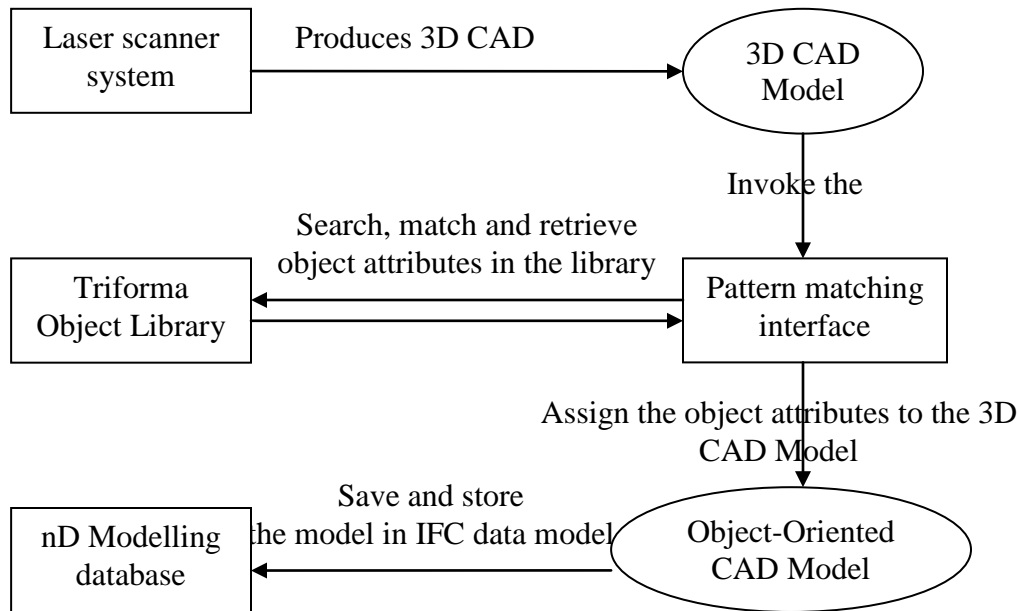 Laser scanner
system
Produces 3D CAD
3D CAD
Model
Invoke the
Search, match and retrieve
object attributes in the library
Triforma
Object Library
Pattern matching
interface
Assign the object attributes to the 3D
CAD Model
Save and store
the model in IFC data model
nD Modelling
database
Object-Oriented
CAD Model